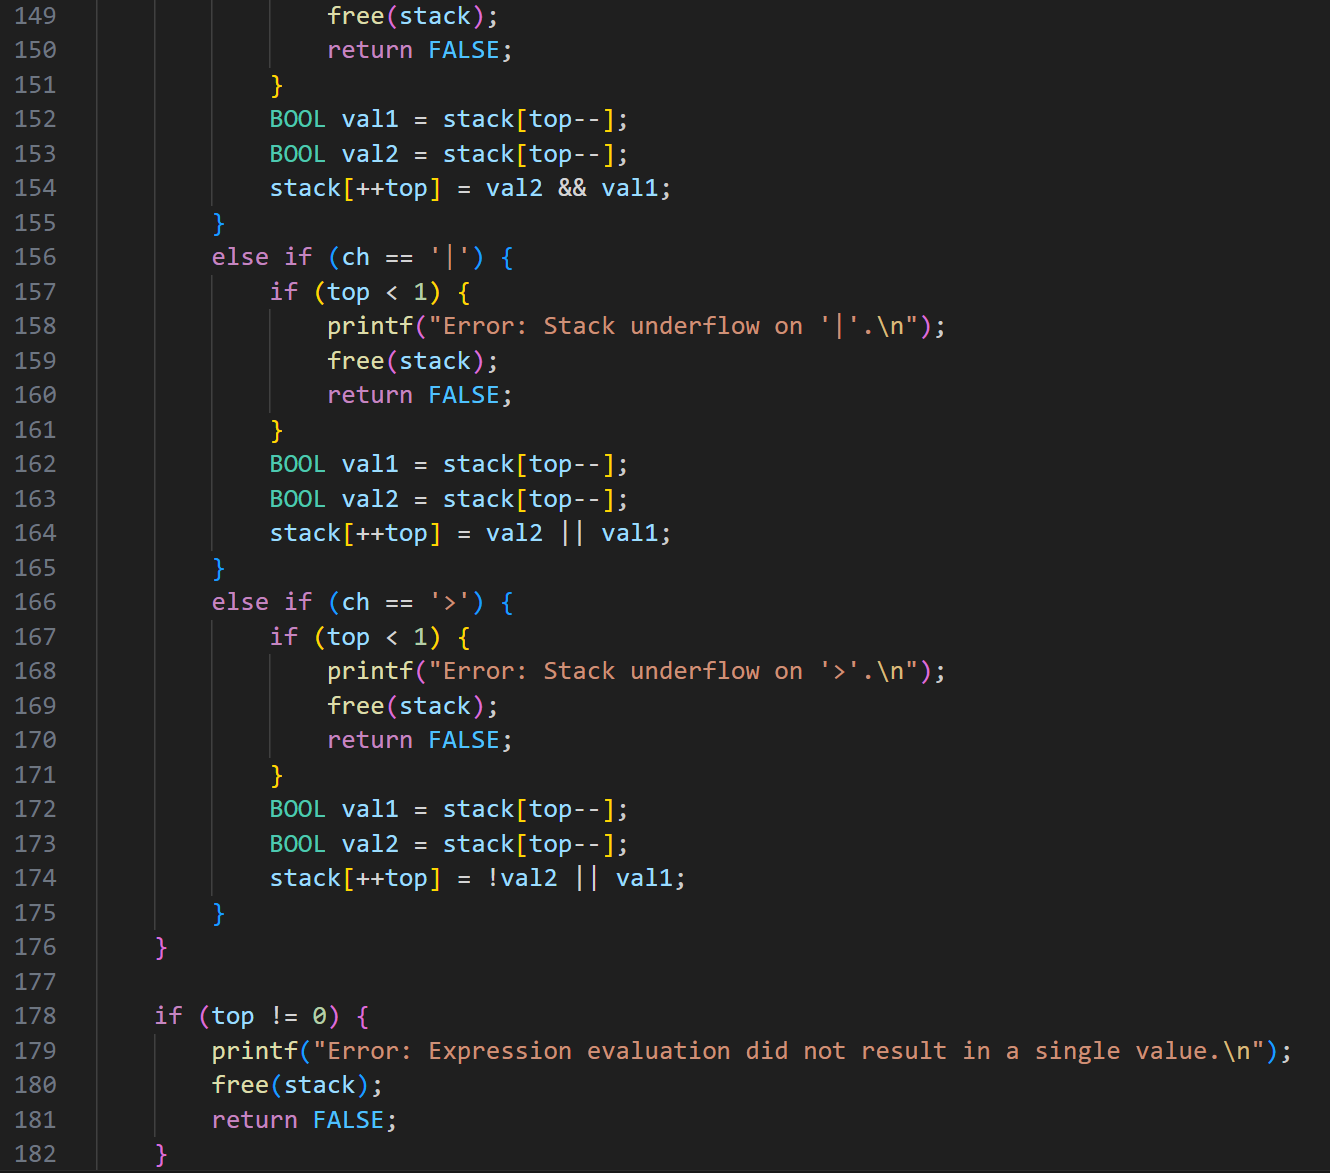 149                free(stack);
150                return FALSE;
151            }
152            BOOL val1 = stack[top--];
153            BOOL val2 = stack[top--];
154            stack[++top] = val2 && val1;
155        }
156        else if (ch == '|') {
157            if (top < 1) {
158                printf("Error: Stack underflow on '|'.\n");
159                free(stack);
160                return FALSE;
161            }
162            BOOL val1 = stack[top--];
163            BOOL val2 = stack[top--];
164            stack[++top] = val2 || val1;
165        }
166        else if (ch == '>') {
167            if (top < 1) {
168                printf("Error: Stack underflow on '>'.\n");
169                free(stack);
170                return FALSE;
171            }
172            BOOL val1 = stack[top--];
173            BOOL val2 = stack[top--];
174            stack[++top] = !val2 || val1;
175        }
176    }
177
178    if (top != 0) {
179        printf("Error: Expression evaluation did not result in a single value.\n");
180        free(stack);
181        return FALSE;
182    }